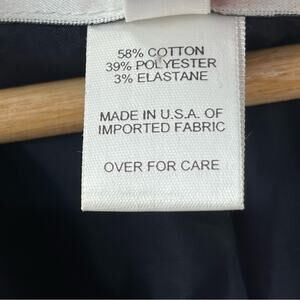 58% COTTON
39% POLYESTER
3% ELASTANE
MADE IN U.S.A. OF
IMPORTED FABRIC
OVER FOR CARE